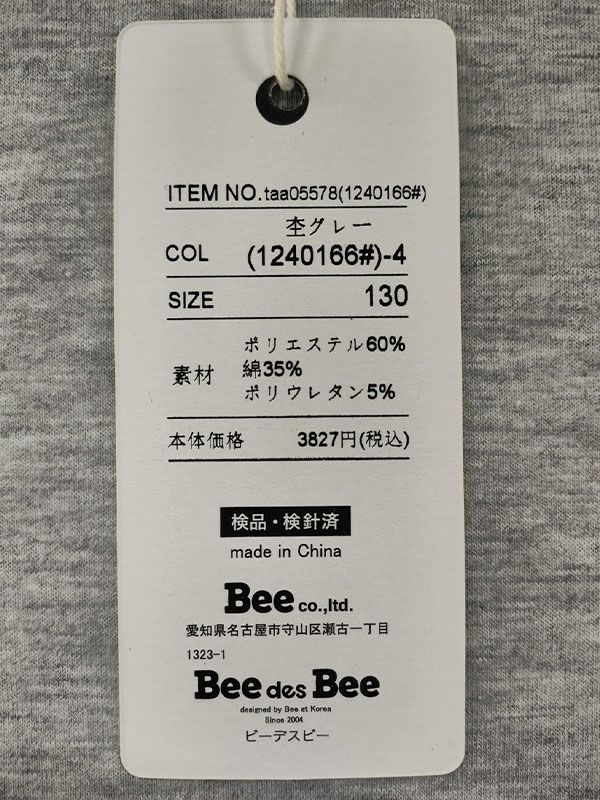 ITEM NO.taa05578(1240166#)
杢グレー
COL (1240166#)-4
SIZE 130
ポリエステル60%
素材 綿35%
ポリウレタン5%
本体価格 3827円(税込)
検品・検針済
made in China
Bee co.,ltd.
愛知県名古屋市守山区瀬古一丁目
1323-1
Bee des Bee
designed by Bee at Korea
Since 2004
ビーデスビー